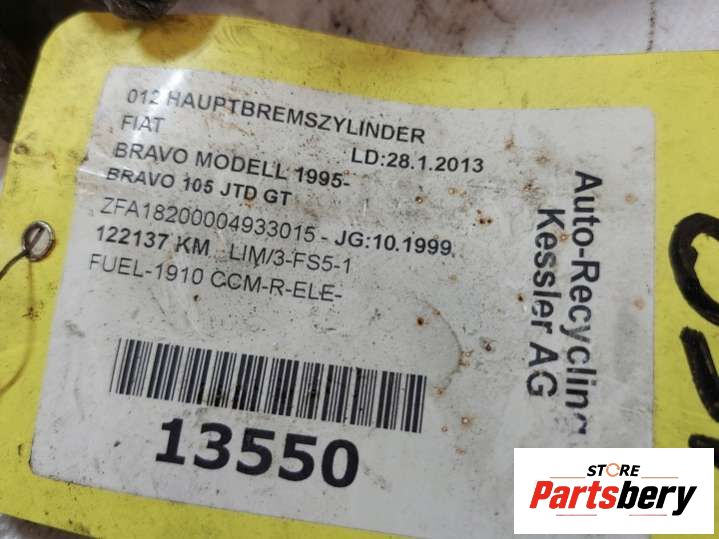 012 HAUPTBREMSZYLINDER
FIAT
LD:28.1.2013
BRAVO MODELL 1995-
BRAVO 105 JTD GT
ZFA18200004933015 - JG:10.1999.
122137 KM LIM/3-FS5-1
FUEL-1910 CCM-R-ELE-
13550
Auto-Recycling
Kessler AG
STORE
Partsbery